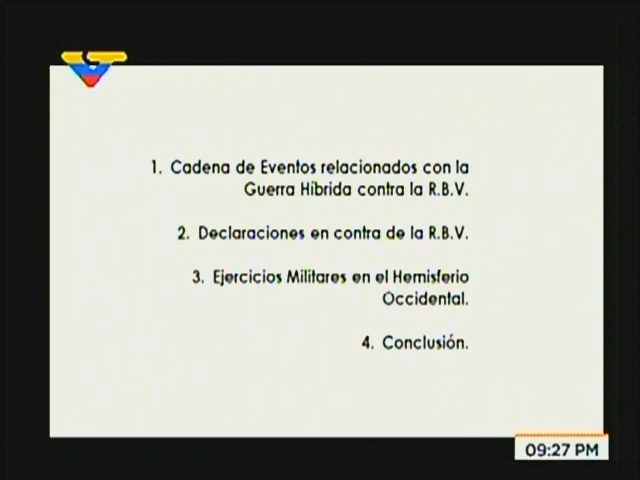 1. Cadena de Eventos relacionados con la
Guerra Híbrida contra la R.B.V.
2. Declaraciones en contra de la R.B.V.
3. Ejercicios Militares en el Hemisferio
Occidental.
4. Conclusión.
09:27 PM